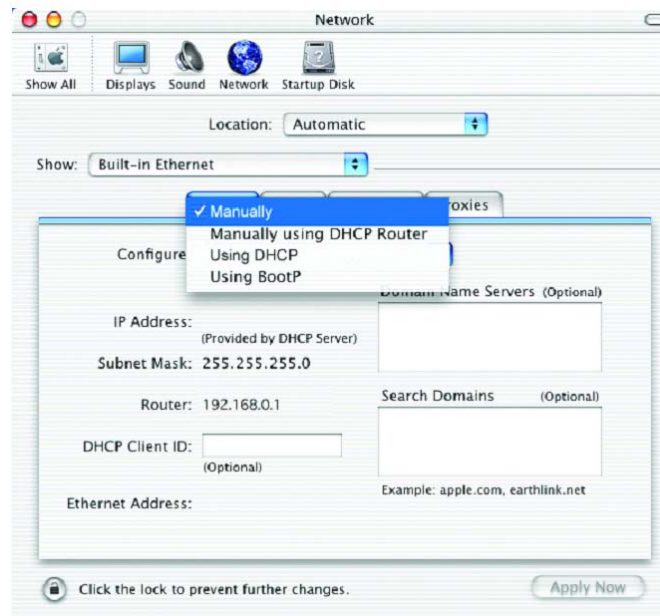 Network
Show All Displays Sound Network Startup Disk
Location: Automatic
Show: Built-in Ethernet
✓ Manually
Manually using DHCP Router
Using DHCP
Using BootP
Configure
Domain Name Servers (Optional)
IP Address:
(Provided by DHCP Server)
Subnet Mask: 255.255.255.0
Router: 192.168.0.1
Search Domains (Optional)
DHCP Client ID:
(Optional)
Example: apple.com, earthlink.net
Ethernet Address:
Click the lock to prevent further changes.
Apply Now